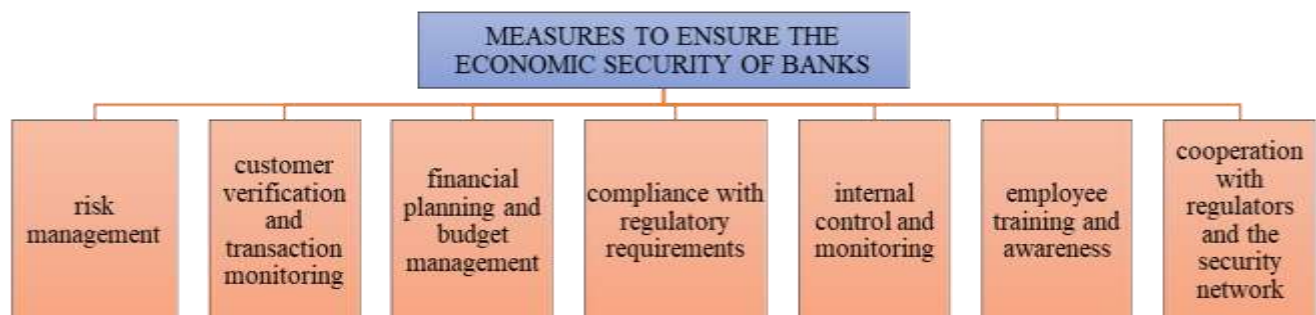 MEASURES TO ENSURE THE
ECONOMIC SECURITY OF BANKS
risk
management
customer
verification
and
transaction
monitoring
financial
planning and
budget
management
compliance with
regulatory
requirements
internal
control and
monitoring
employee
training and
awareness
cooperation
with
regulators
and the
security
network